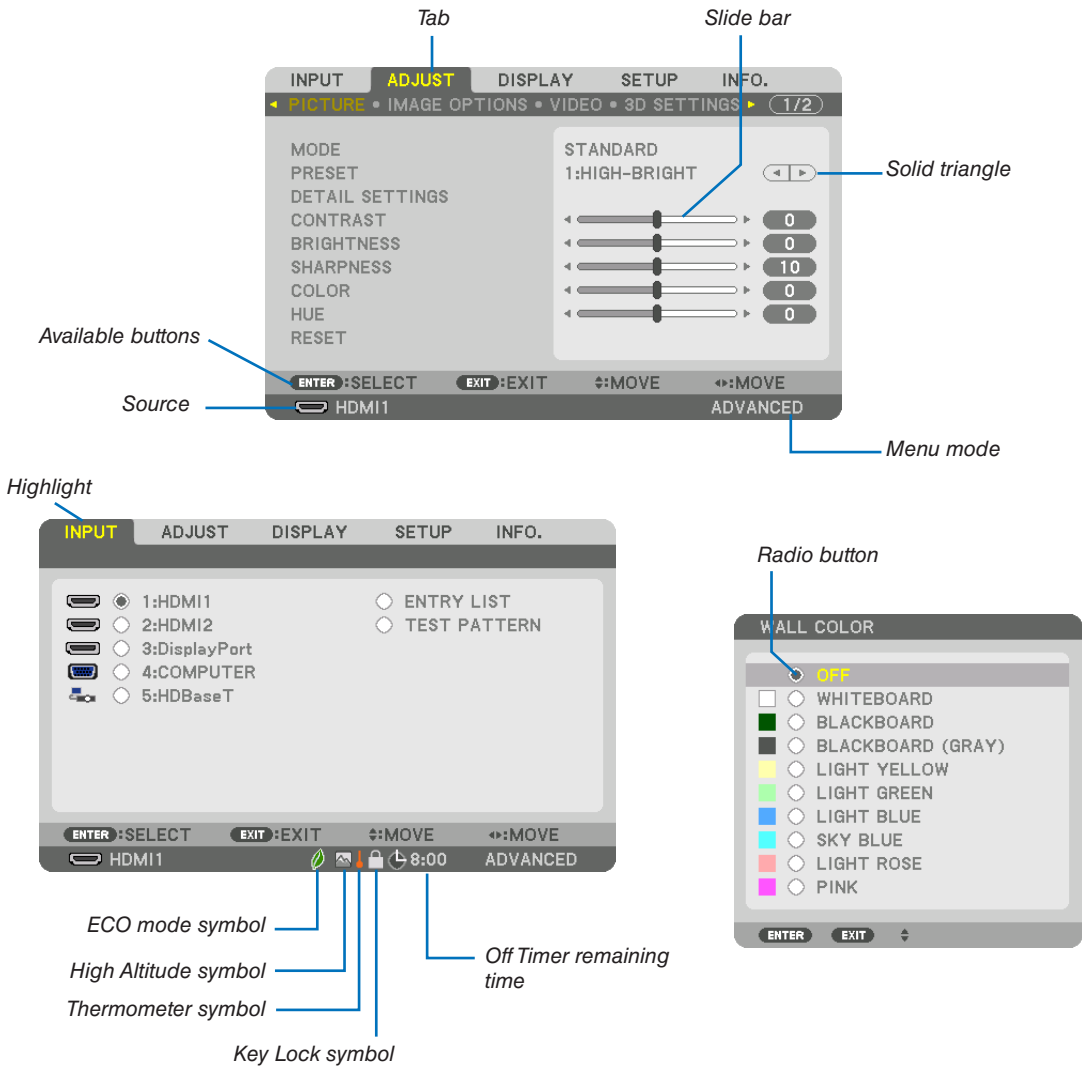 Tab
Slide bar
INPUT ADJUST DISPLAY SETUP INFO.
PICTURE • IMAGE OPTIONS • VIDEO • 3D SETTINGS 1/2
MODE STANDARD
PRESET 1:HIGH-BRIGHT
Solid triangle
DETAIL SETTINGS
CONTRAST 0
BRIGHTNESS 0
SHARPNESS 10
COLOR 0
HUE 0
RESET
Available buttons
ENTER :SELECT EXIT :EXIT :MOVE :MOVE
Source
HDMI1 ADVANCED
Menu mode
Highlight
INPUT ADJUST DISPLAY SETUP INFO.
1:HDMI1 ENTRY LIST
2:HDMI2 TEST PATTERN
3:DisplayPort
4:COMPUTER
5:HDBaseT
ENTER :SELECT EXIT :EXIT :MOVE :MOVE
HDMI1 8:00 ADVANCED
ECO mode symbol
High Altitude symbol
Thermometer symbol
Key Lock symbol
Off Timer remaining
time
Radio button
WALL COLOR
OFF
WHITEBOARD
BLACKBOARD
BLACKBOARD (GRAY)
LIGHT YELLOW
LIGHT GREEN
LIGHT BLUE
SKY BLUE
LIGHT ROSE
PINK
ENTER EXIT